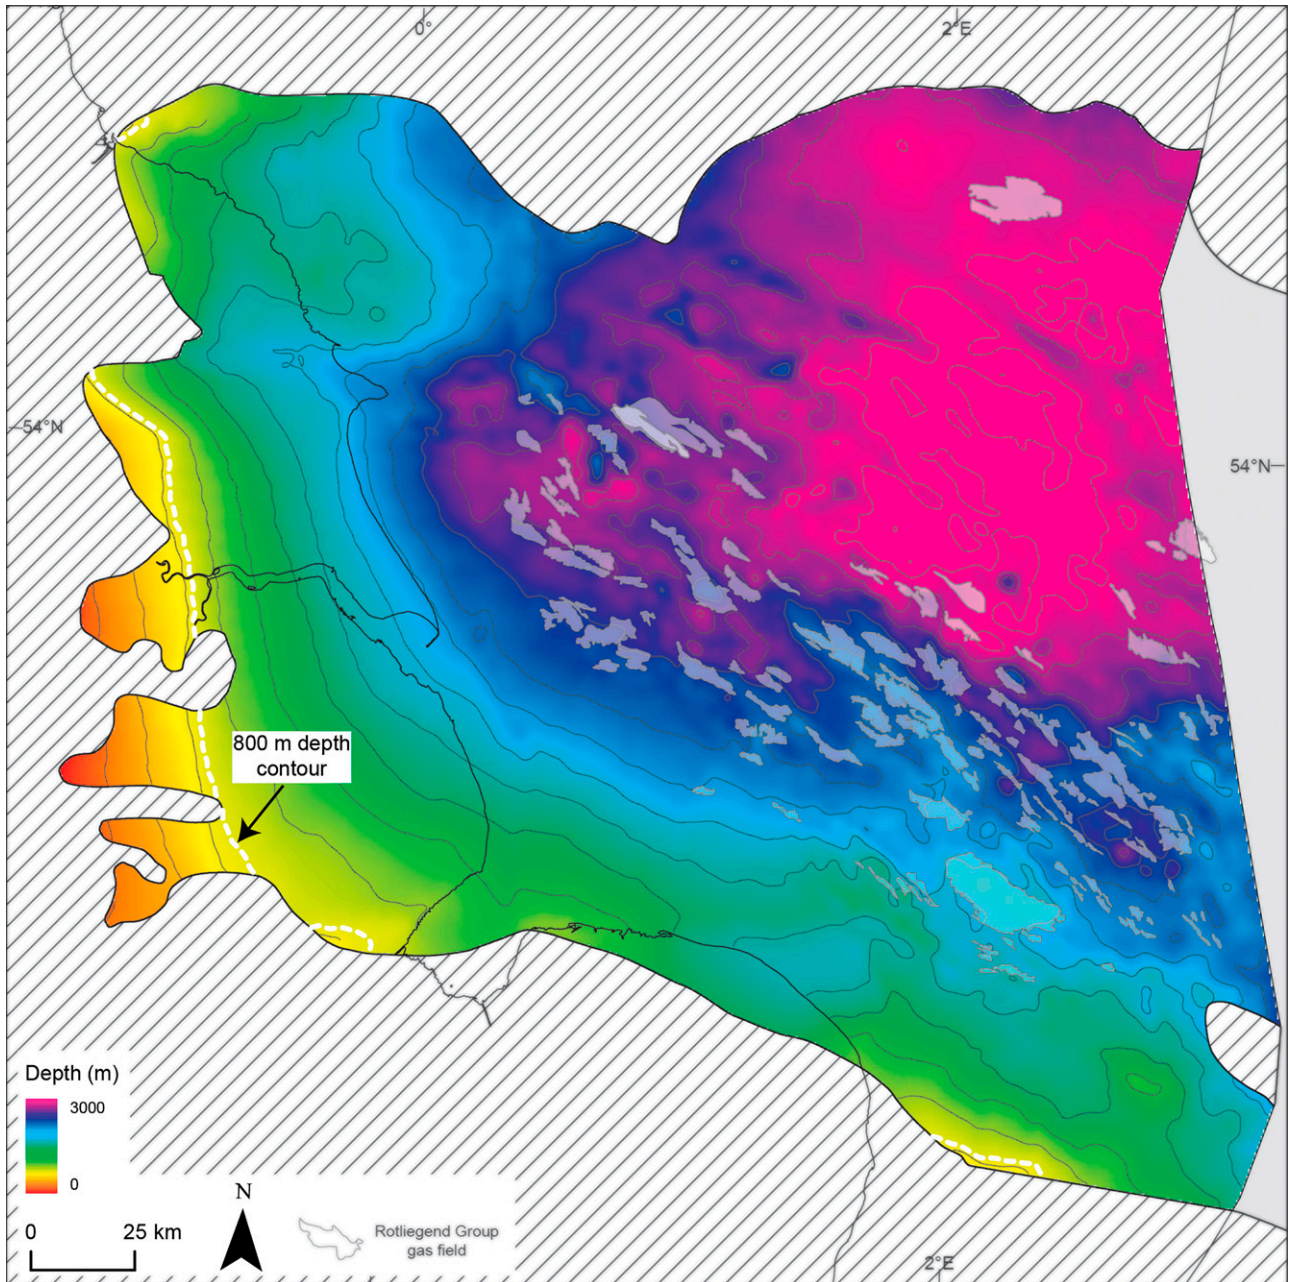 0°
2°E
54°N
54°N
800 m depth
contour
Depth (m)
3000
0
N
0
25 km
Rotliegend Group
gas field
2°E